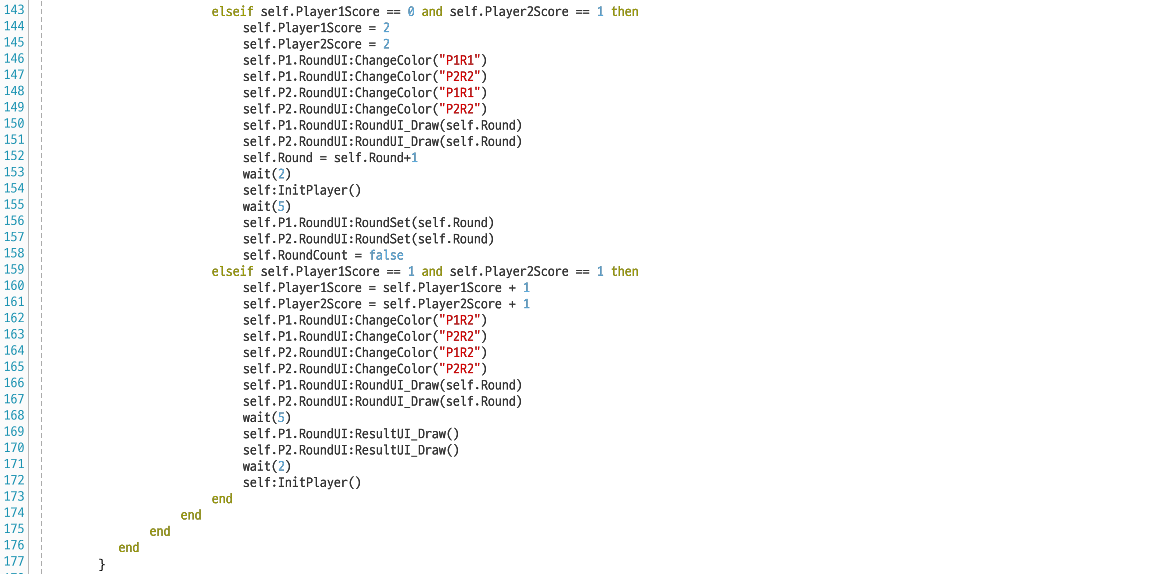 143 elseif self.Player1Score == 0 and self.Player2Score == 1 then
144 self.Player1Score = 2
145 self.Player2Score = 2
146 self.P1.RoundUI:ChangeColor("P1R1")
147 self.P1.RoundUI:ChangeColor("P2R2")
148 self.P2.RoundUI:ChangeColor("P1R1")
149 self.P2.RoundUI:ChangeColor("P2R2")
150 self.P1.RoundUI:RoundUI_Draw(self.Round)
151 self.P2.RoundUI:RoundUI_Draw(self.Round)
152 self.Round = self.Round+1
153 wait(2)
154 self:InitPlayer()
155 wait(5)
156 self.P1.RoundUI:RoundSet(self.Round)
157 self.P2.RoundUI:RoundSet(self.Round)
158 self.RoundCount = false
159 elseif self.Player1Score == 1 and self.Player2Score == 1 then
160 self.Player1Score = self.Player1Score + 1
161 self.Player2Score = self.Player2Score + 1
162 self.P1.RoundUI:ChangeColor("P1R2")
163 self.P1.RoundUI:ChangeColor("P2R2")
164 self.P2.RoundUI:ChangeColor("P1R2")
165 self.P2.RoundUI:ChangeColor("P2R2")
166 self.P1.RoundUI:RoundUI_Draw(self.Round)
167 self.P2.RoundUI:RoundUI_Draw(self.Round)
168 wait(5)
169 self.P1.RoundUI:ResultUI_Draw()
170 self.P2.RoundUI:ResultUI_Draw()
171 wait(2)
172 self:InitPlayer()
173 end
174 end
175 end
176 end
177 }